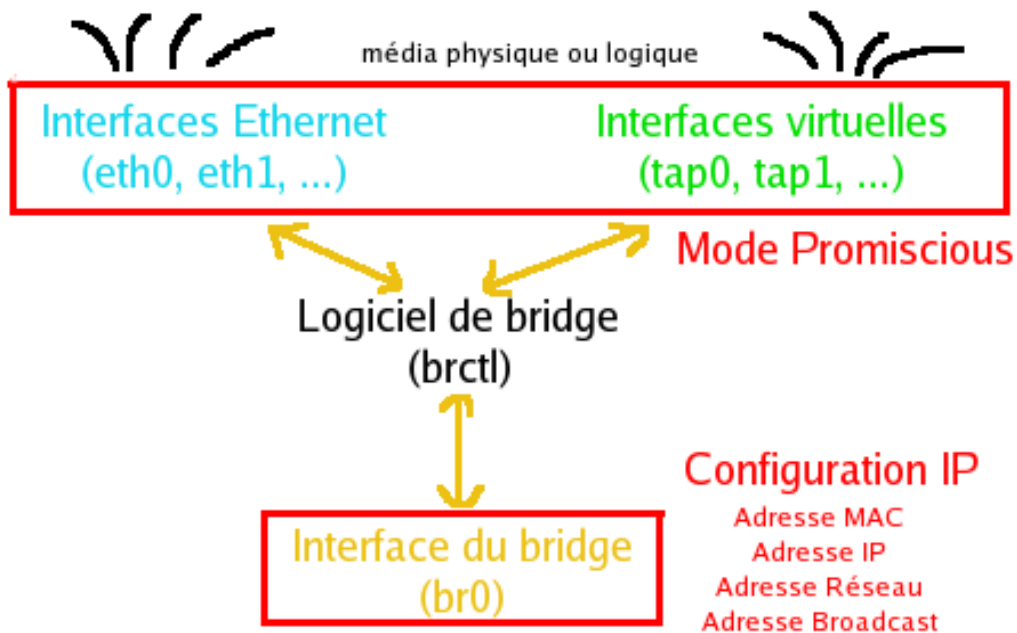 média physique ou logique
Interfaces Ethernet
(eth0, eth1, ...)
Interfaces virtuelles
(tap0, tap1, ...)
Mode Promiscious
Logiciel de bridge
(brctl)
Configuration IP
Adresse MAC
Adresse IP
Adresse Réseau
Adresse Broadcast
Interface du bridge
(br0)